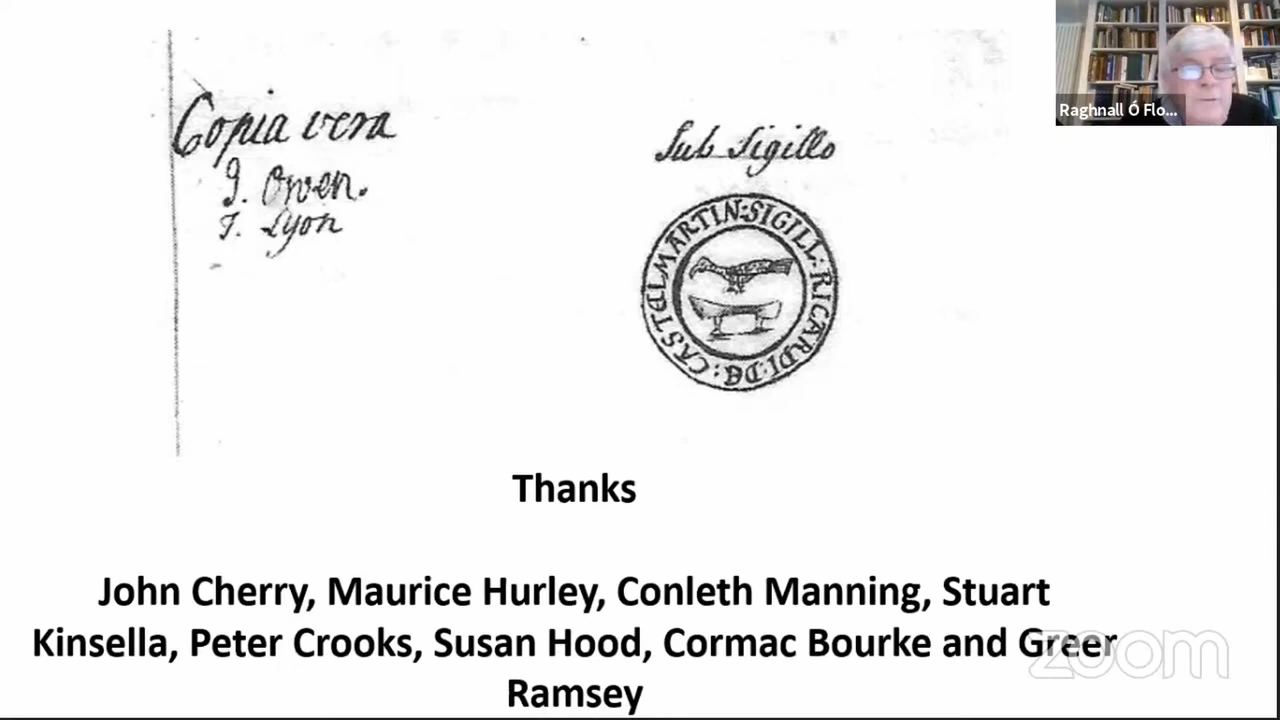 Copia vera
J. Owen.
J. Lyon
Sub Sigillo
SIGILL: RICARDI: DE: CASTELMARTIN:
Raghnall Ó Flo...
Thanks
John Cherry, Maurice Hurley, Conleth Manning, Stuart
Kinsella, Peter Crooks, Susan Hood, Cormac Bourke and Greer
Ramsey
zoom